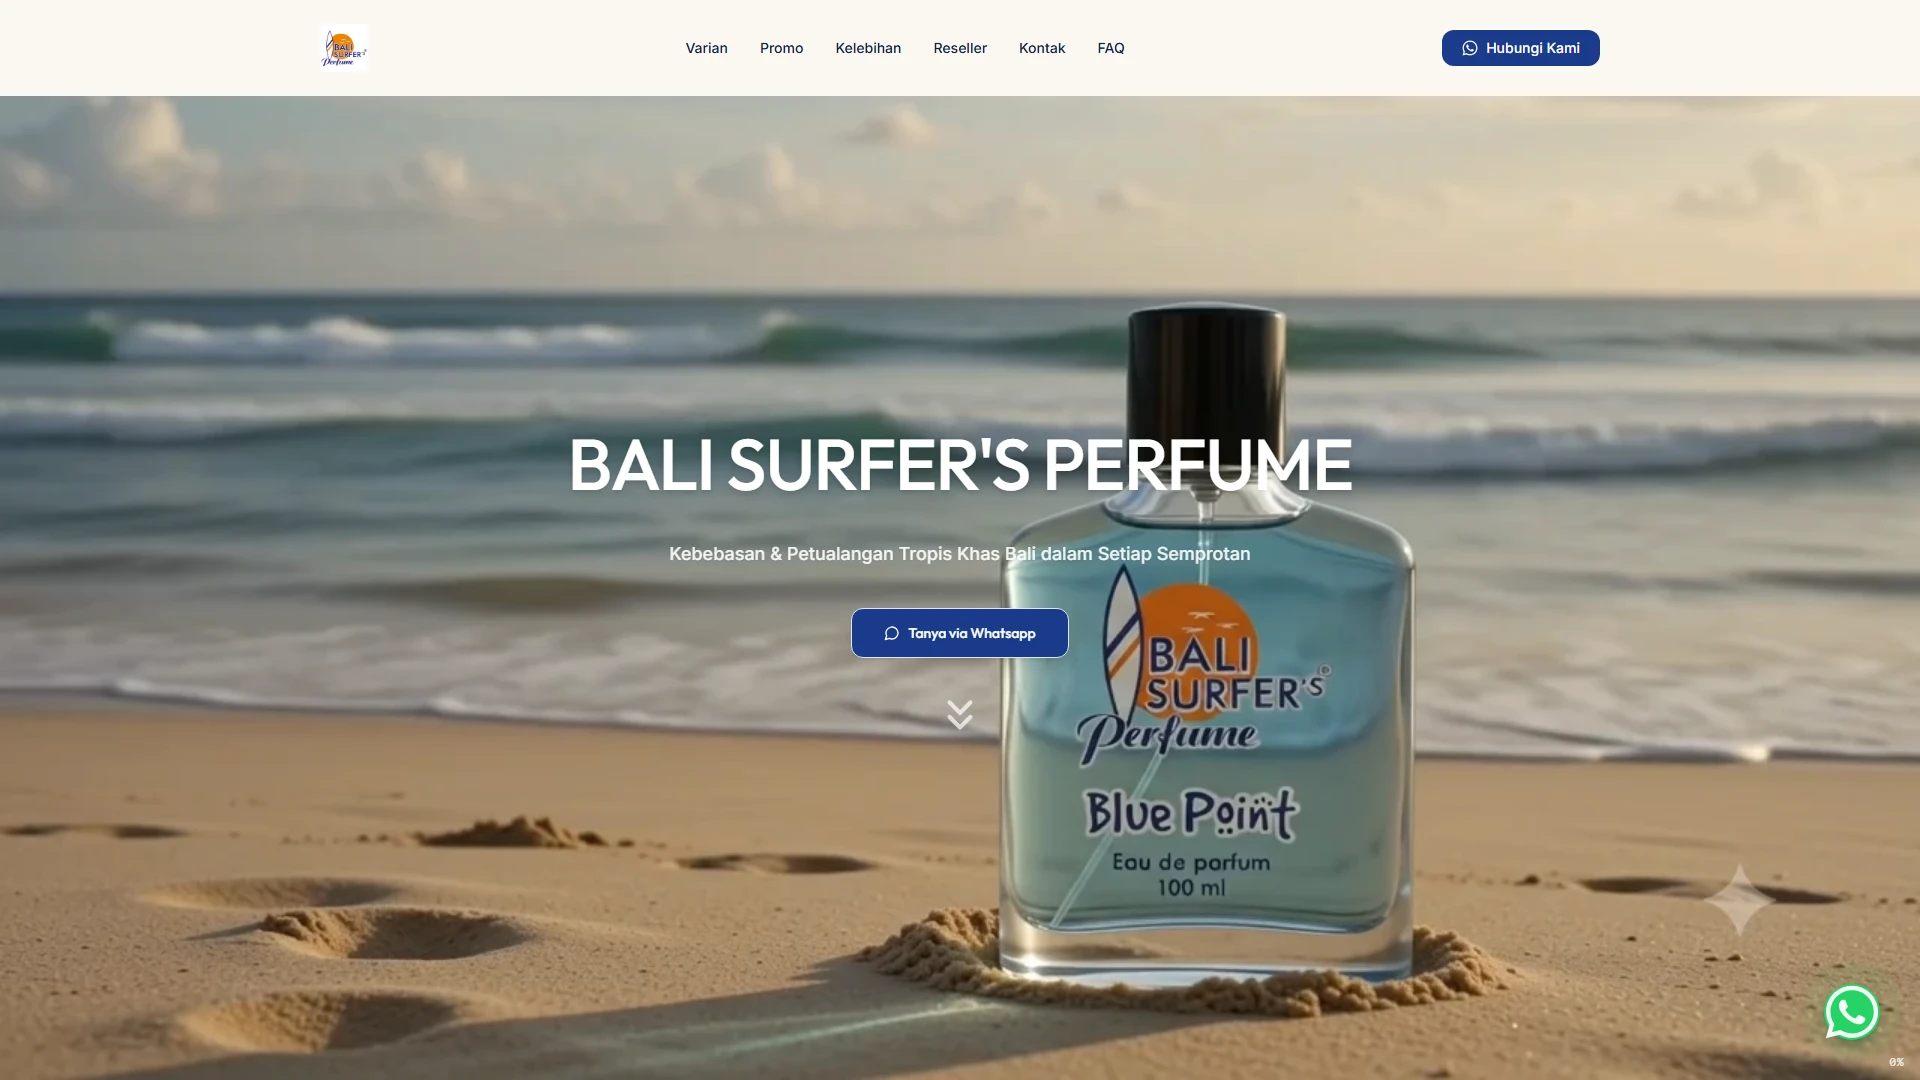 BALI
SURFER'S
Perfume
Varian
Promo
Kelebihan
Reseller
Kontak
FAQ
Hubungi Kami
BALI SURFER'S PERFUME
Kebebasan & Petualangan Tropis Khas Bali dalam Setiap Semprotan
Tanya via Whatsapp
BALI
SURFER'S
Perfume
Blue Point
Eau de parfum
100 ml
0%